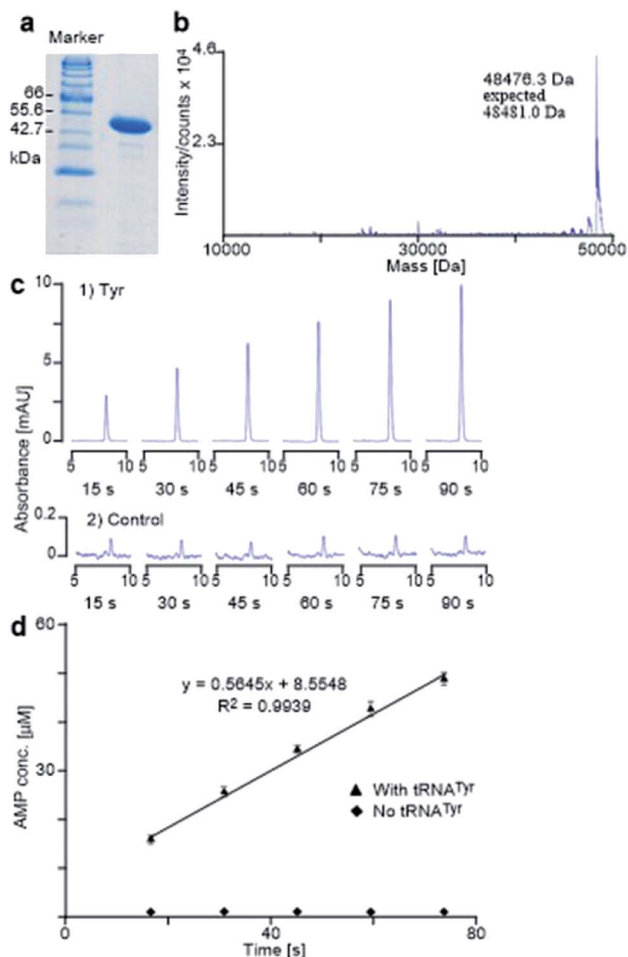 a
Marker
66
55.6
42.7
kDa
b
4.6
2.3
Intensity/counts x 10⁴
48476.3 Da
expected
48481.0 Da
10000 30000 50000
Mass [Da]
c
1) Tyr
10
5
0
Absorbance [mAU]
5 10 5 10 5 10 5 10 5 10 5 10
15 s 30 s 45 s 60 s 75 s 90 s
2) Control
0.2
0
5 10 5 10 5 10 5 10 5 10 5 10
15 s 30 s 45 s 60 s 75 s 90 s
d
60
30
AMP conc. [µM]
y = 0.5645x + 8.5548
R² = 0.9939
▲ With tRNAᵀʸʳ
◆ No tRNAᵀʸʳ
0 40 80
Time [s]